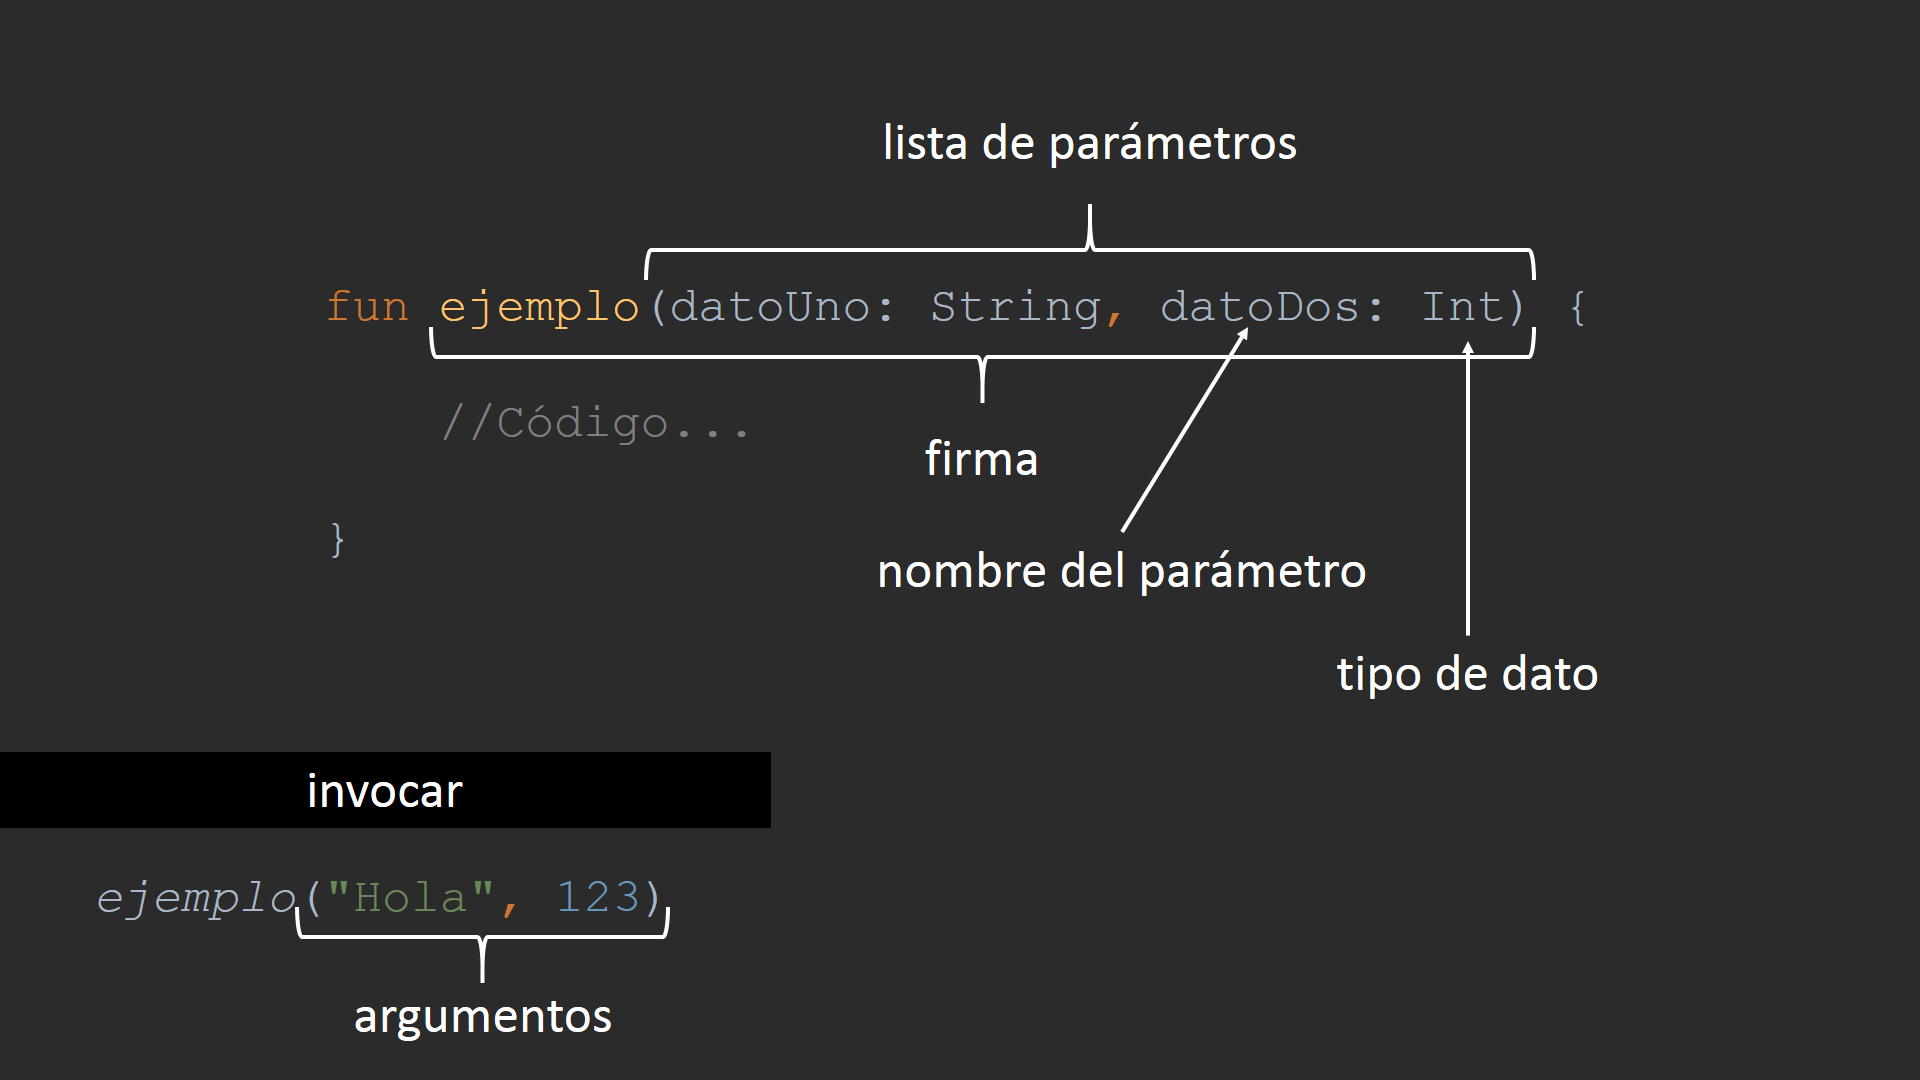 lista de parámetros
fun ejemplo(datoUno: String, datoDos: Int) {
//Código...
firma
}
nombre del parámetro
tipo de dato
invocar
ejemplo("Hola", 123)
argumentos